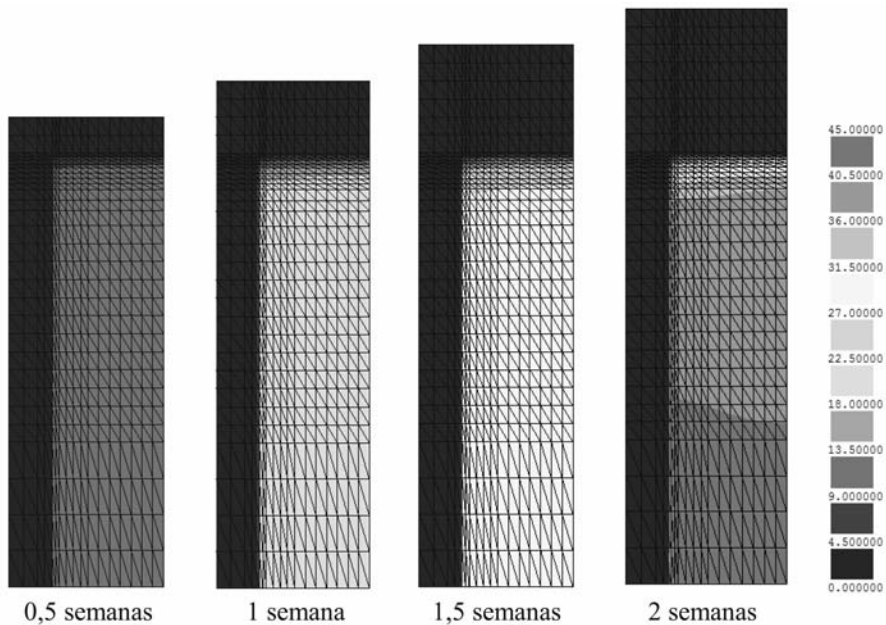 45.00000
40.50000
36.00000
31.50000
27.00000
22.50000
18.00000
13.50000
9.000000
4.500000
0.000000
0,5 semanas
1 semana
1,5 semanas
2 semanas